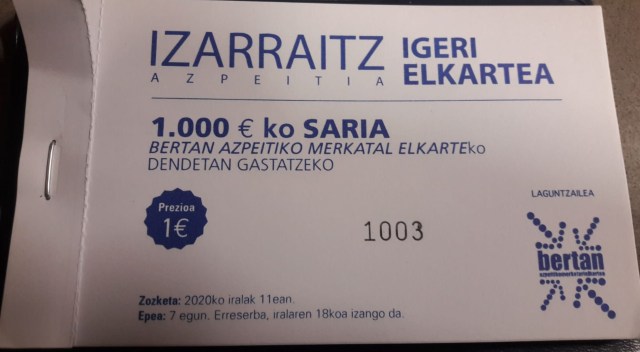 IZARRAITZ IGERI
AZPEITIA ELKARTEA
1.000 € ko SARIA
BERTAN AZPEITIKO MERKATAL ELKARTEko
DENDETAN GASTATZEKO
Prezioa
1€
1003
LAGUNTZAILEA
bertan
azpeitikomerkatarielkartea
Zozketa: 2020ko iralak 11ean.
Epea: 7 egun. Erreserba, iralaren 18koa izango da.